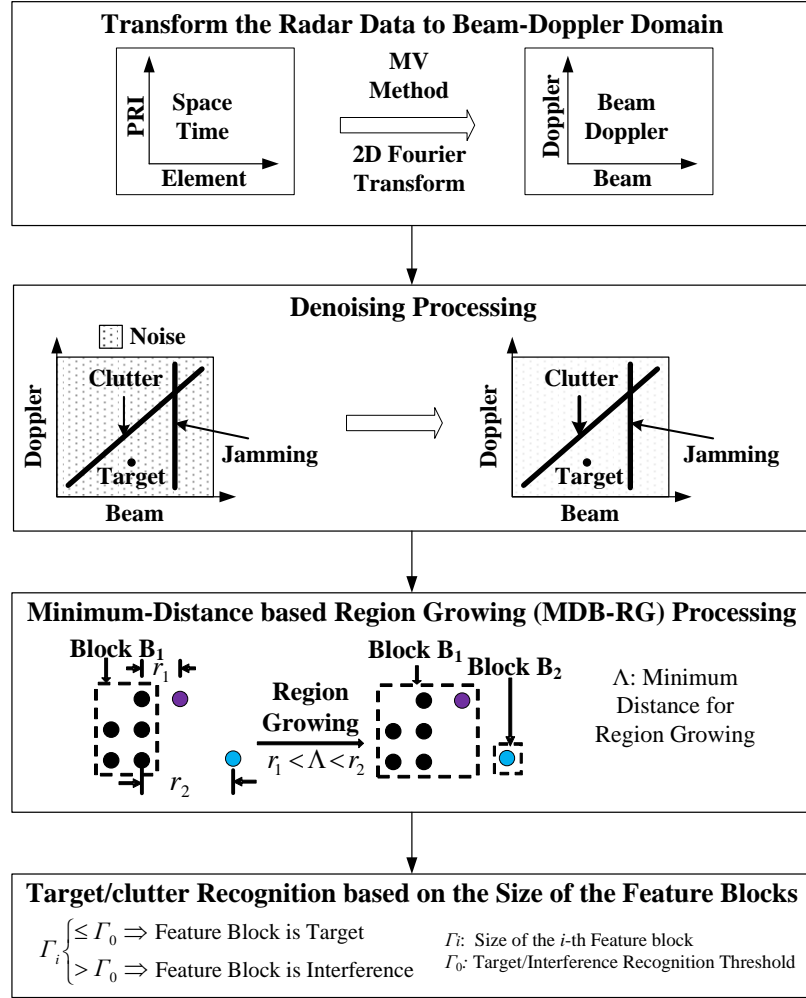 Transform the Radar Data to Beam-Doppler Domain
PRI
Space
Time
Element
MV
Method
2D Fourier
Transform
Doppler
Beam
Doppler
Beam
Denoising Processing
Noise
Doppler
Clutter
Target
Jamming
Beam
Doppler
Clutter
Target
Jamming
Beam
Minimum-Distance based Region Growing (MDB-RG) Processing
Block B₁
r₁
r₂
Region
Growing
r₁ < Λ < r₂
Block B₁
Block B₂
Λ: Minimum
Distance for
Region Growing
Target/clutter Recognition based on the Size of the Feature Blocks
Γᵢ { ≤ Γ₀ ⇒ Feature Block is Target
> Γ₀ ⇒ Feature Block is Interference
Γi: Size of the i-th Feature block
Γ0: Target/Interference Recognition Threshold